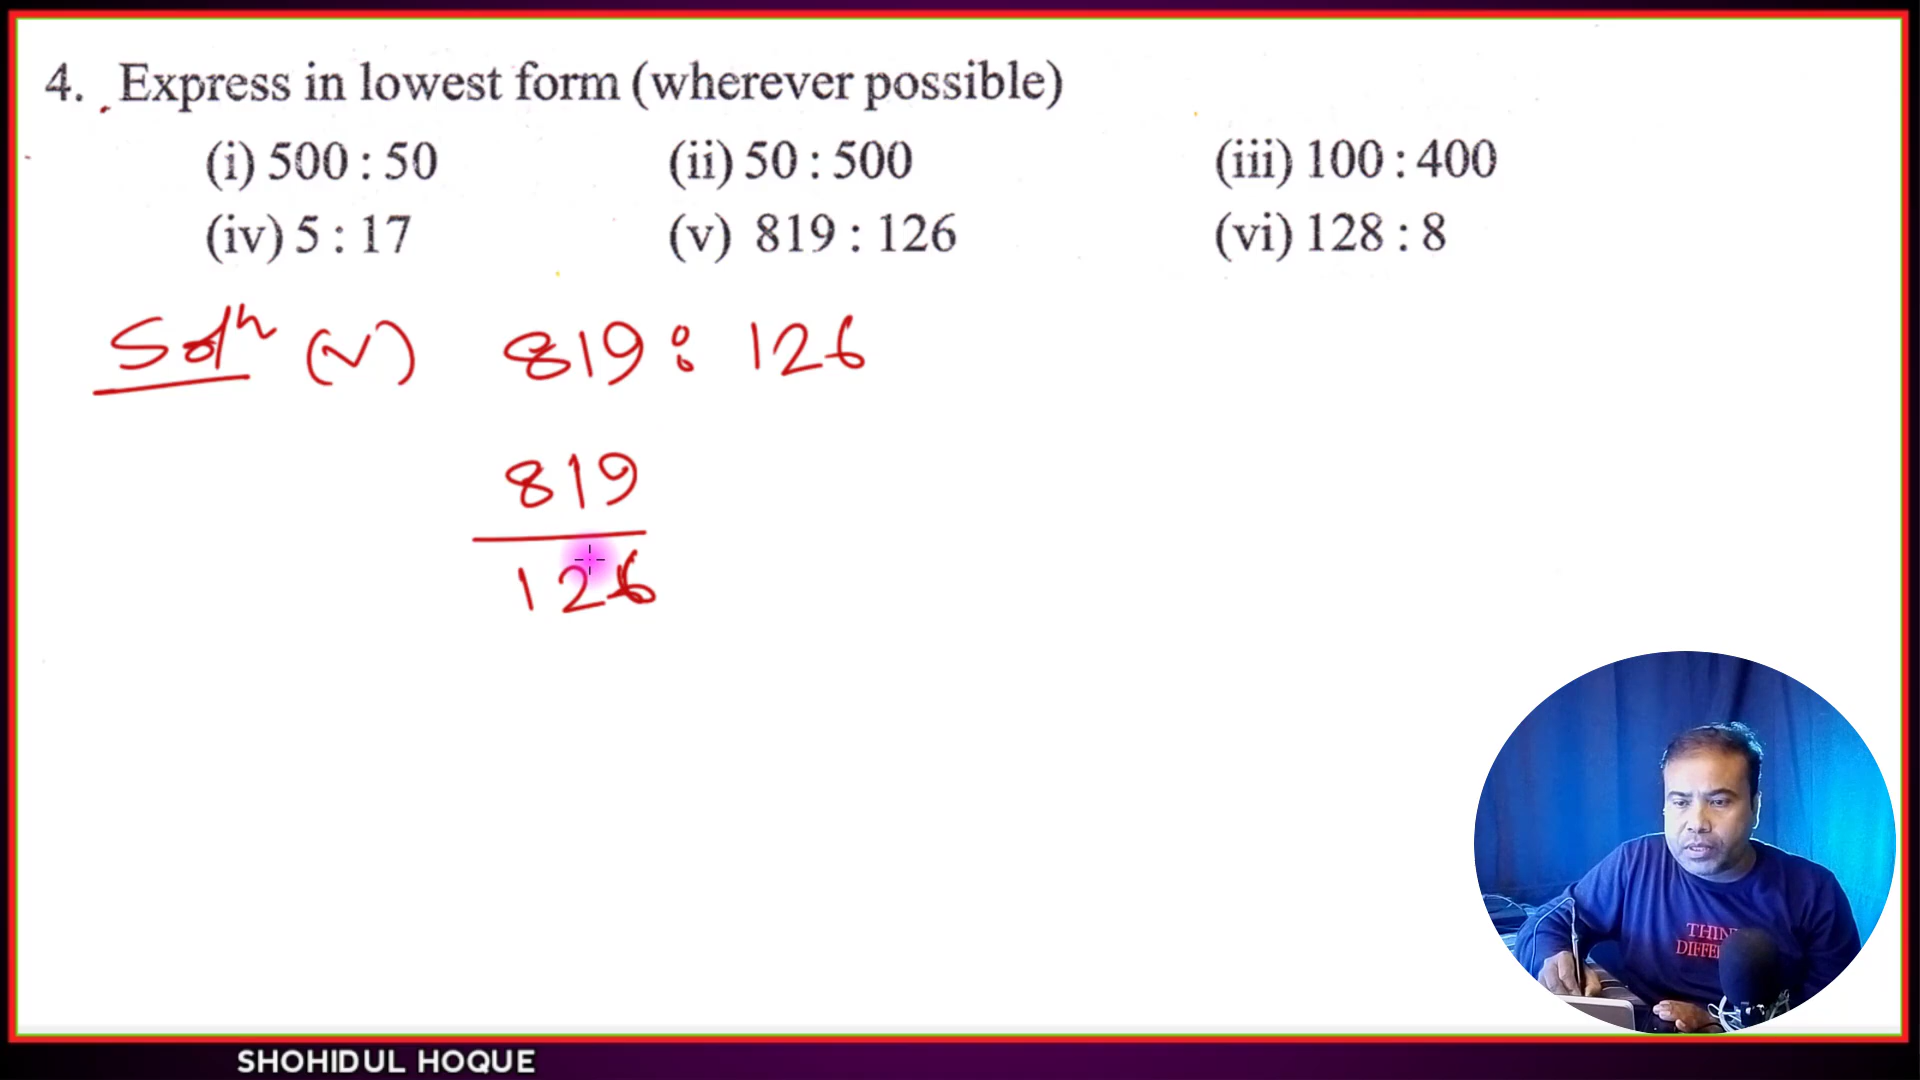 4. Express in lowest form (wherever possible)
(i) 500 : 50 (ii) 50 : 500 (iii) 100 : 400
(iv) 5 : 17 (v) 819 : 126 (vi) 128 : 8
Solⁿ (v) 819 : 126
819
126
THIN
DIFFE
SHOHIDUL HOQUE